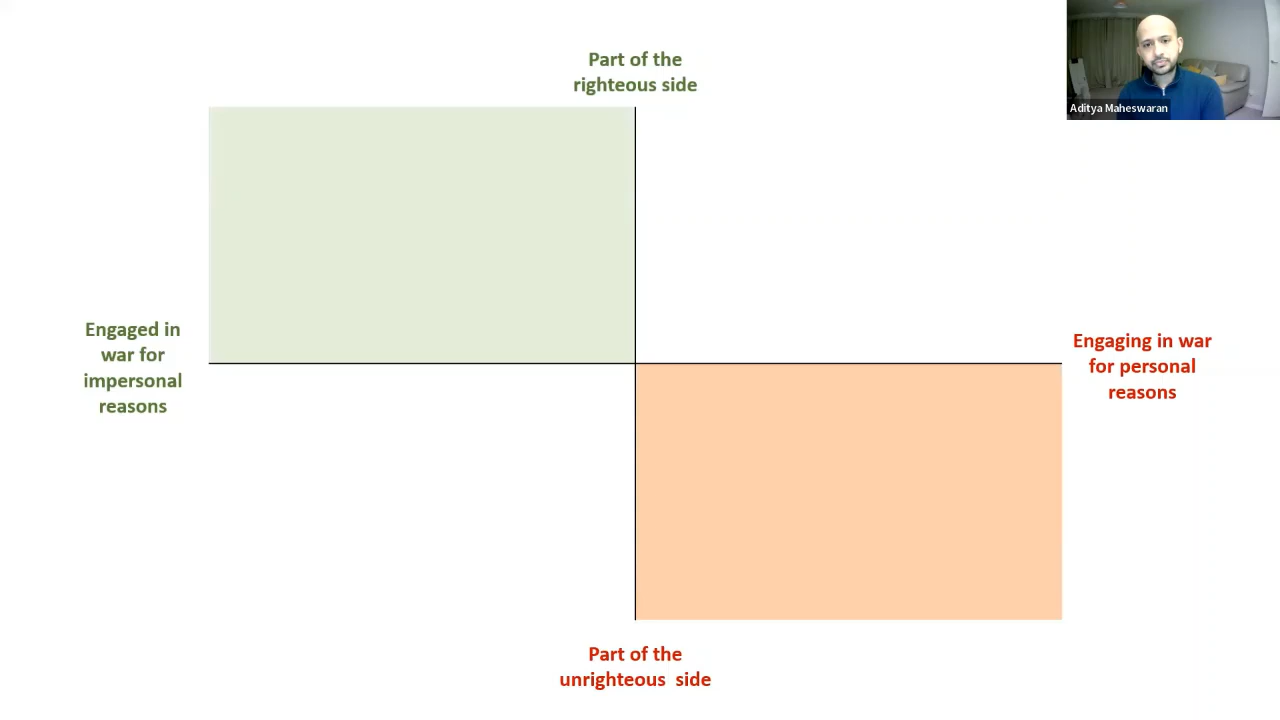 Part of the
righteous side
Aditya Maheswaran
Engaged in
war for
impersonal
reasons
Engaging in war
for personal
reasons
Part of the
unrighteous  side